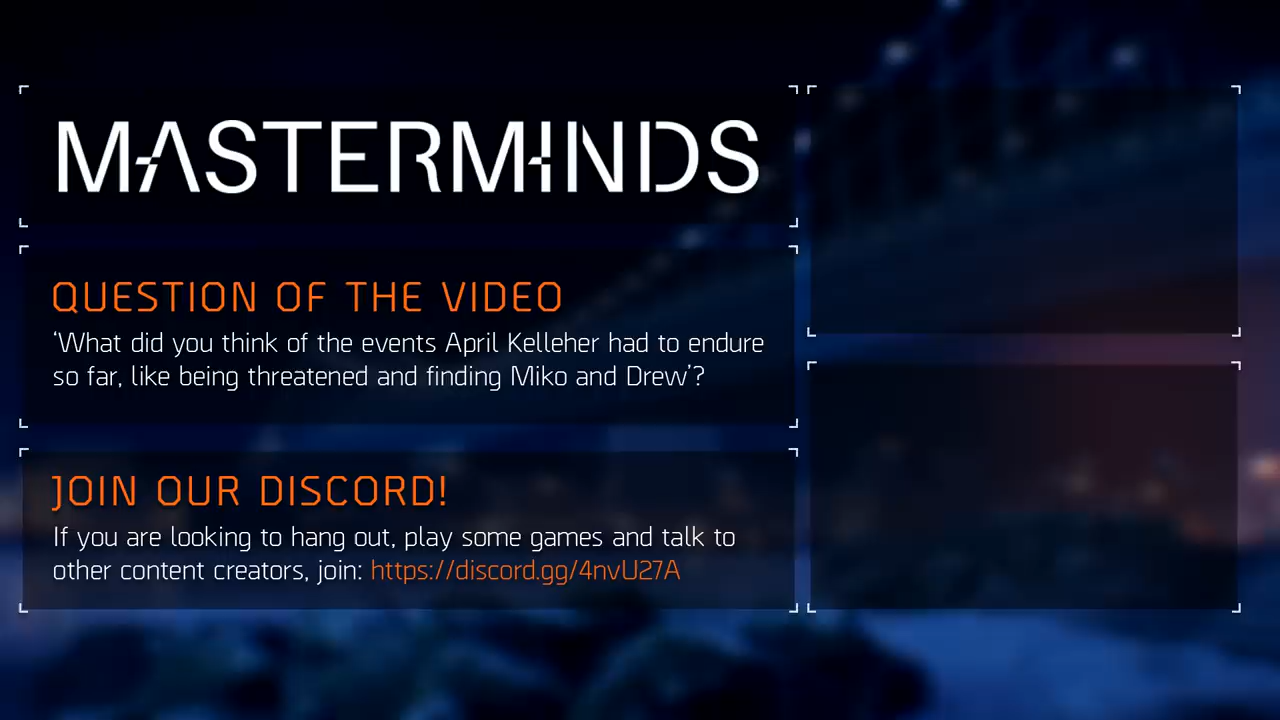 MASTERMINDS
QUESTION OF THE VIDEO
‘What did you think of the events April Kelleher had to endure
so far, like being threatened and finding Miko and Drew’?
JOIN OUR DISCORD!
If you are looking to hang out, play some games and talk to
other content creators, join: https://discord.gg/4nvU27A